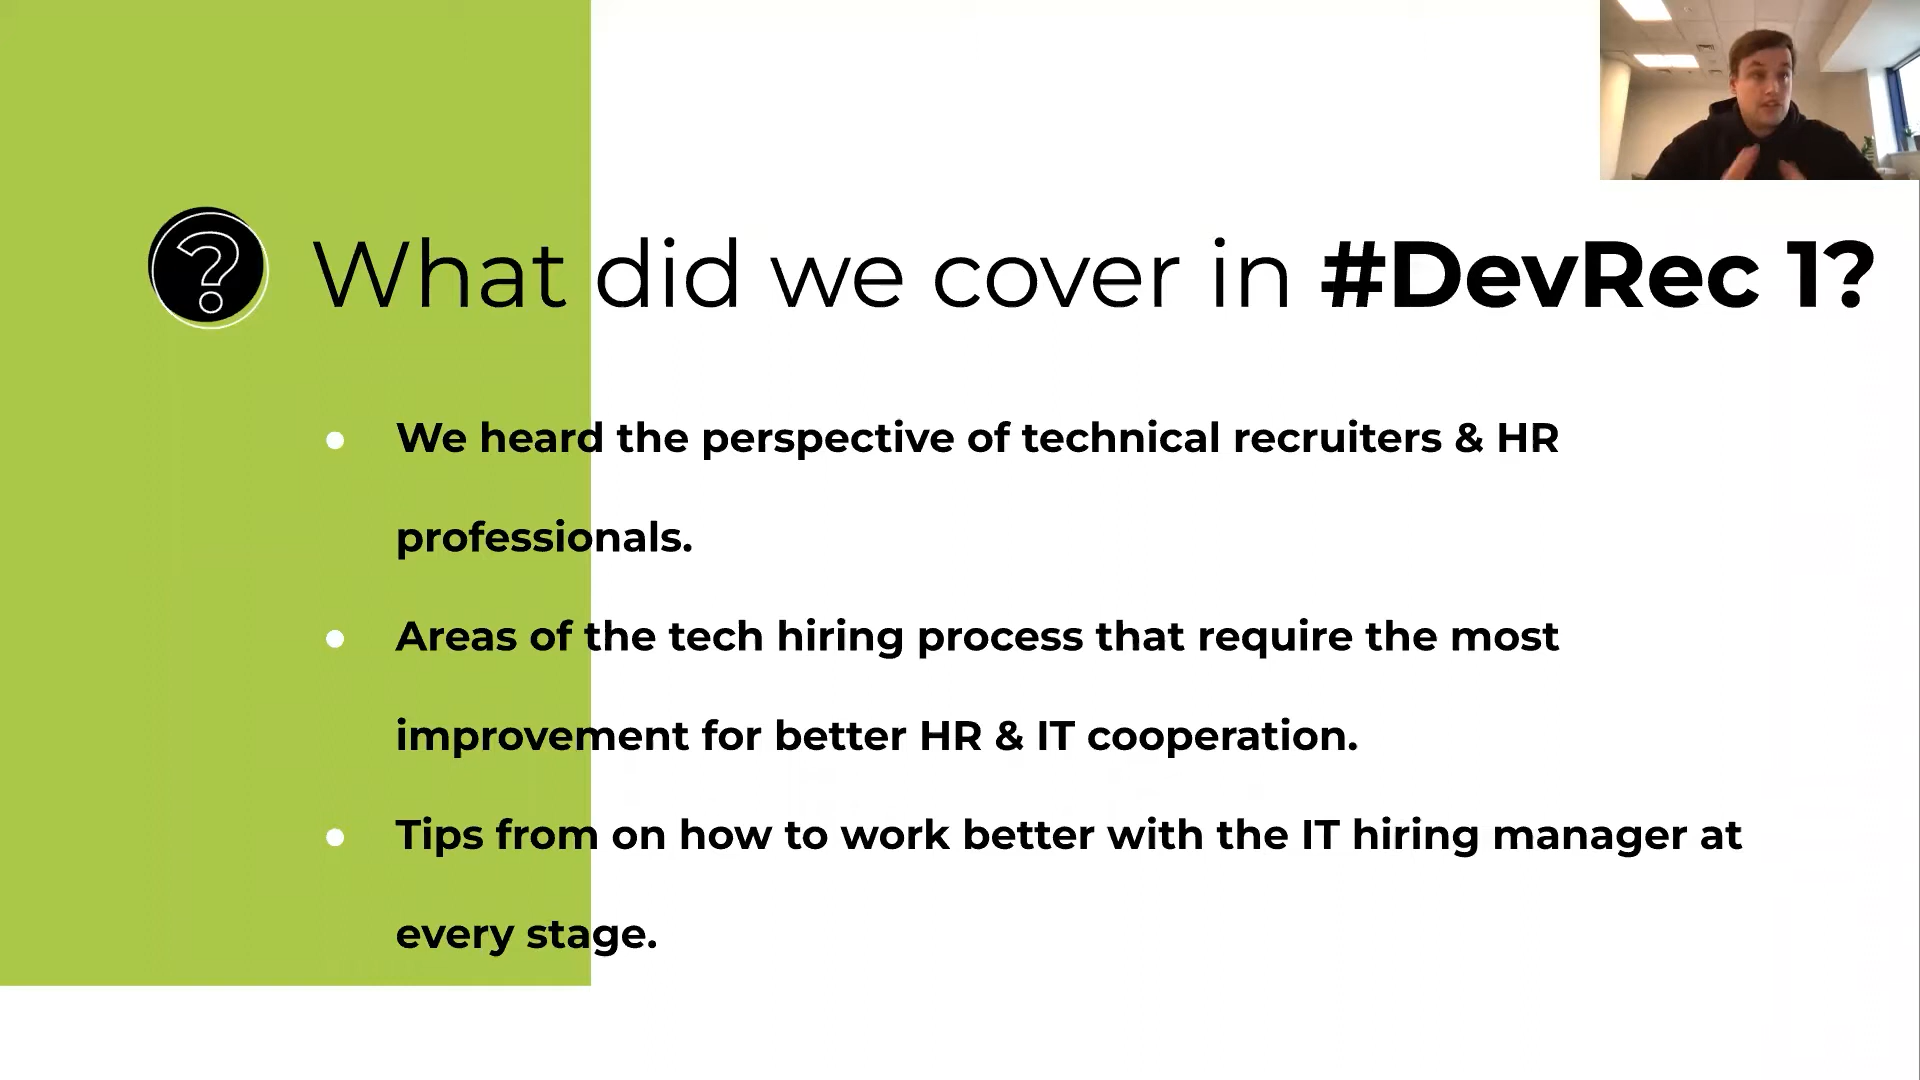 What did we cover in #DevRec 1?
● We heard the perspective of technical recruiters & HR
professionals.
● Areas of the tech hiring process that require the most
improvement for better HR & IT cooperation.
● Tips from on how to work better with the IT hiring manager at
every stage.